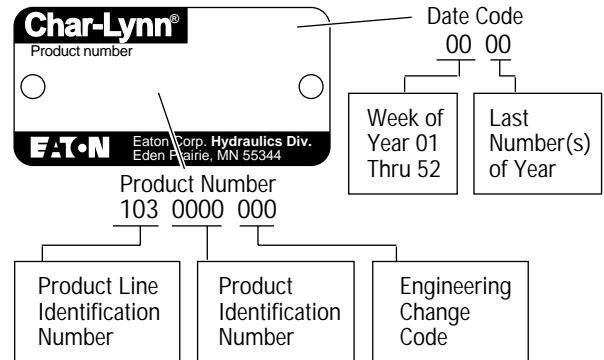 Char-Lynn®
Product number
EATON
Eaton Corp. Hydraulics Div.
Eden Prairie, MN 55344
Date Code
00 00
Week of
Year 01
Thru 52
Last
Number(s)
of Year
Product Number
103 0000 000
Product Line
Identification
Number
Product
Identification
Number
Engineering
Change
Code